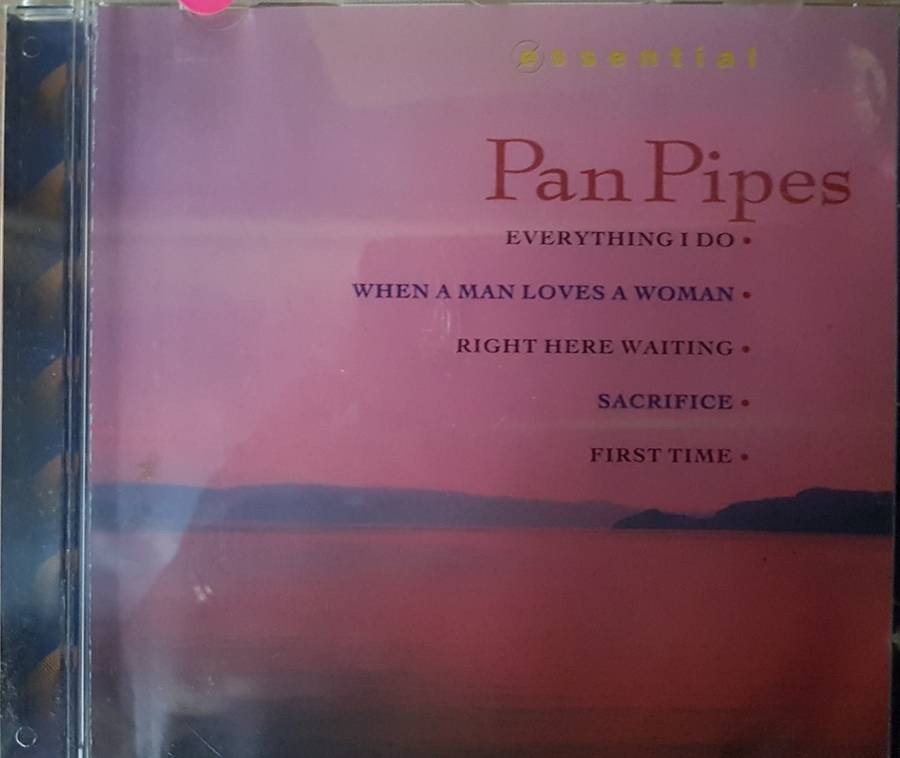 essential
Pan Pipes
EVERYTHING I DO •
WHEN A MAN LOVES A WOMAN •
RIGHT HERE WAITING •
SACRIFICE •
FIRST TIME •